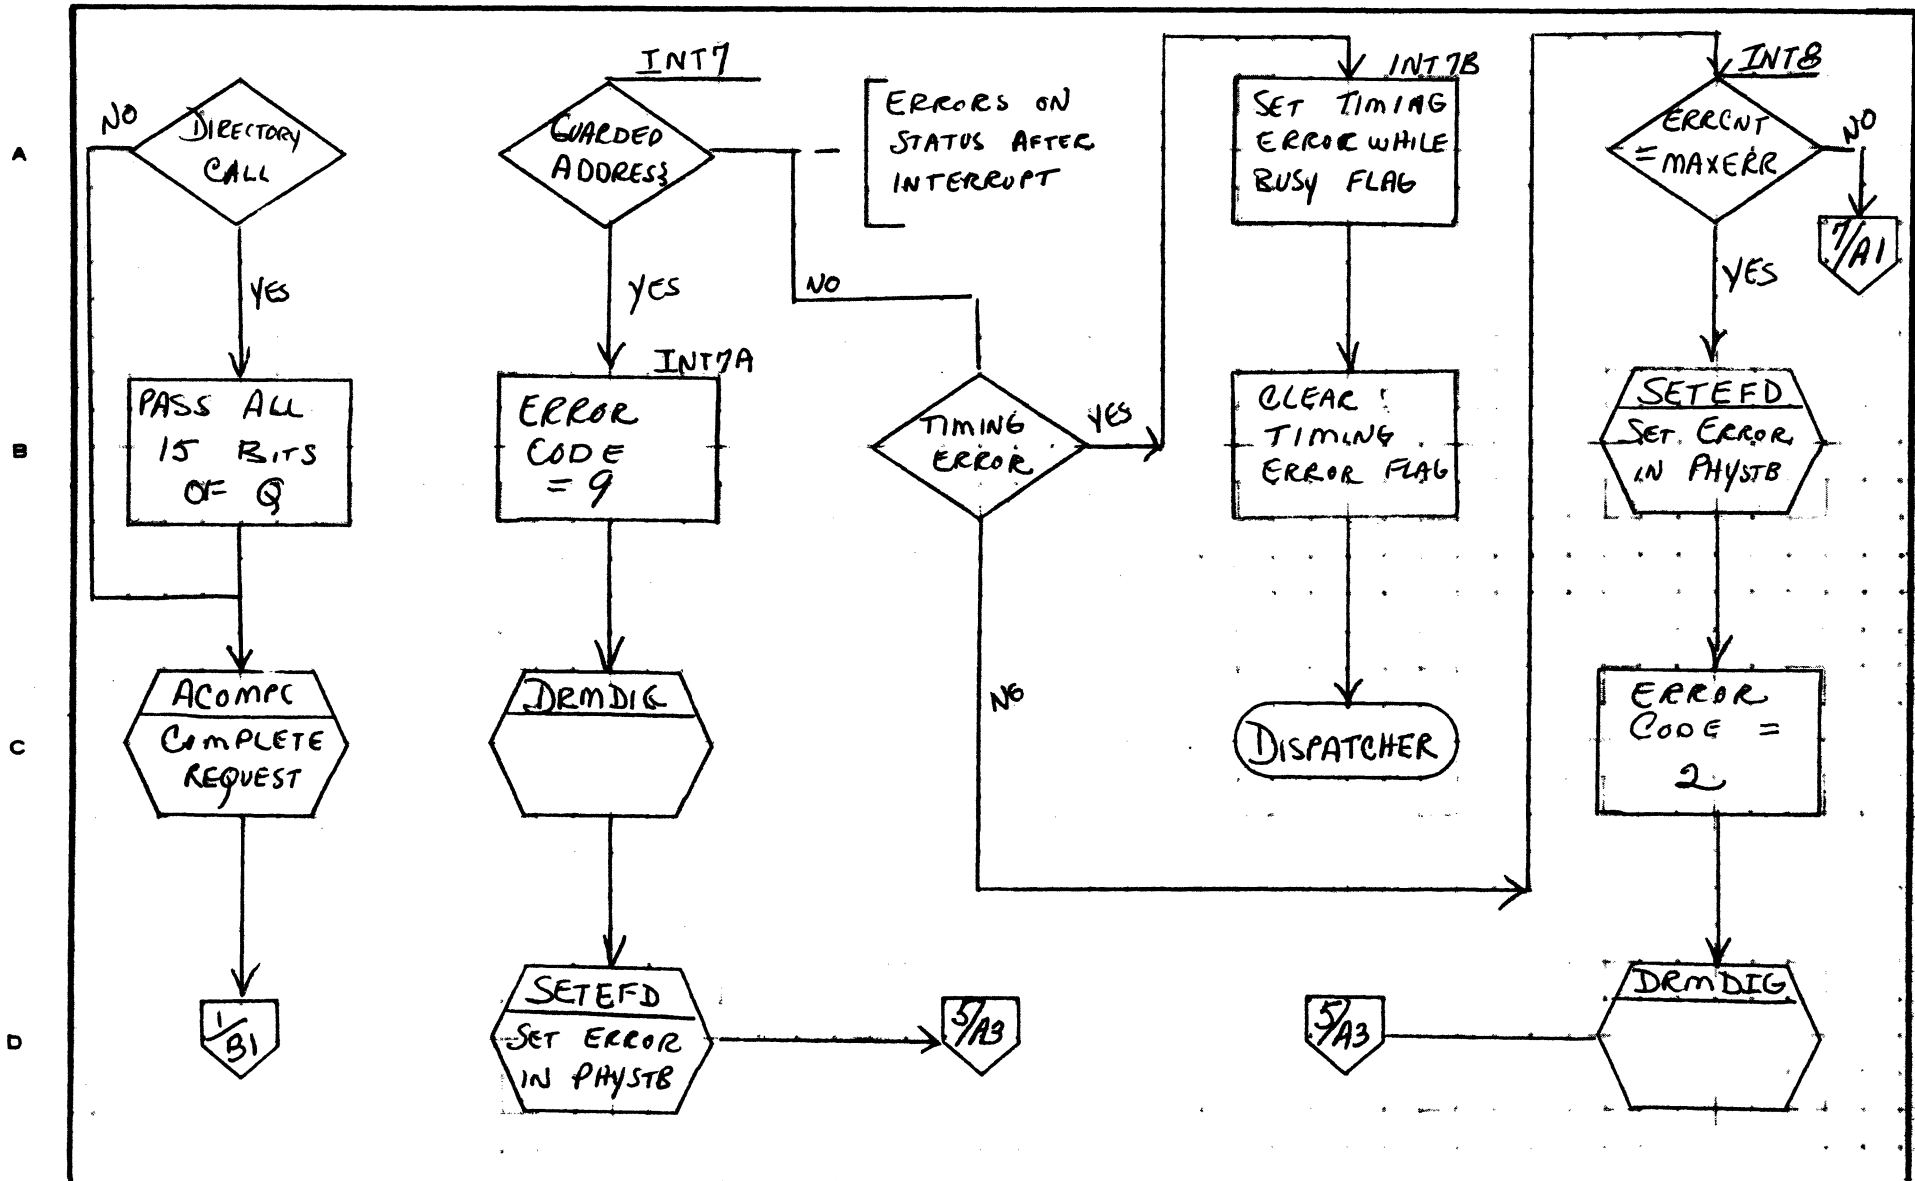 A
B
C
D
NO
DIRECTORY
CALL
YES
PASS ALL
15 BITS
OF Q
ACOMPC
COMPLETE
REQUEST
1/B1
INT7
GUARDED
ADDRESS
YES
NO
INT7A
ERROR
CODE
= 9
DRMDIG
SETEFD
SET ERROR
IN PHYSTB
5/A3
ERRORS ON
STATUS AFTER
INTERRUPT
TIMING
ERROR
YES
NO
INT7B
SET TIMING
ERROR WHILE
BUSY FLAG
CLEAR
TIMING
ERROR FLAG
DISPATCHER
INT8
ERRCNT
= MAXERR
NO
7/A1
YES
SETEFD
SET ERROR
IN PHYSTB
ERROR
CODE =
2
DRMDIG
5/A3